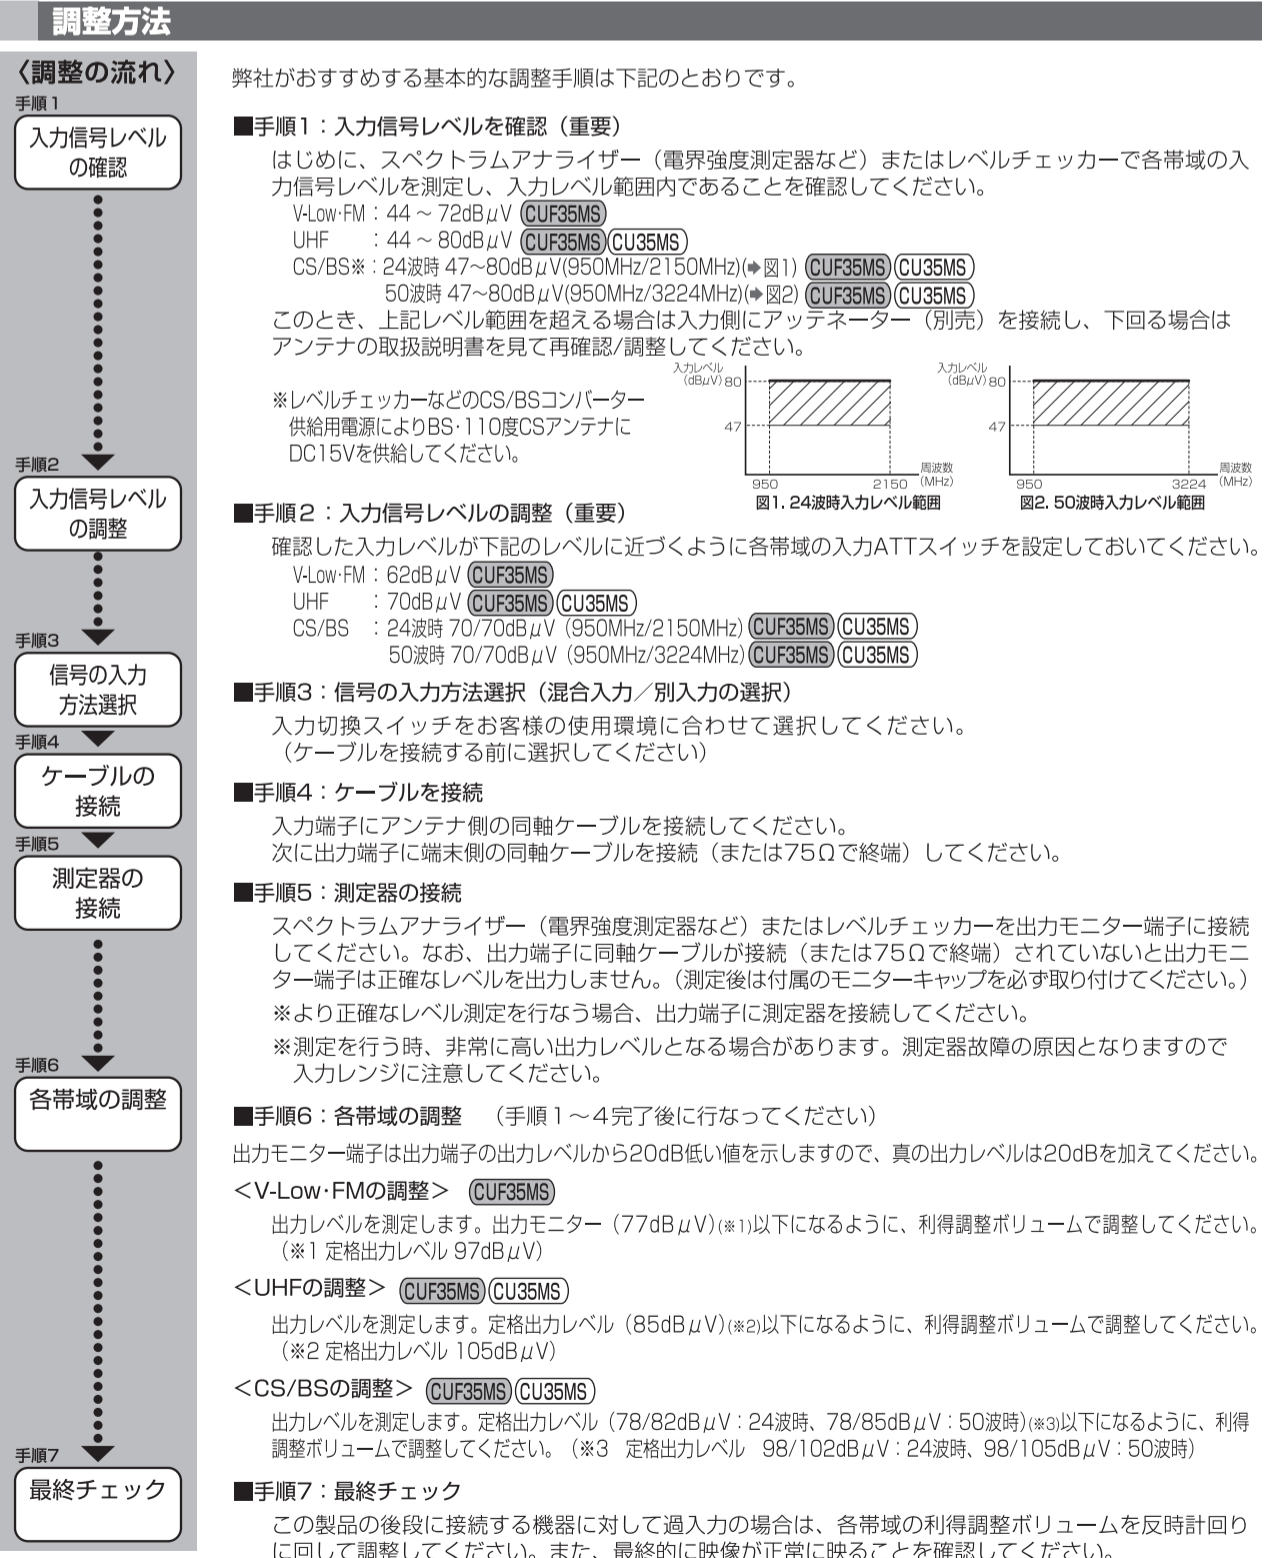 調整方法
〈調整の流れ〉
手順1
入力信号レベル
の確認
手順2
入力信号レベル
の調整
手順3
信号の入力
方法選択
手順4
ケーブルの
接続
手順5
測定器の
接続
手順6
各帯域の調整
手順7
最終チェック
弊社がおすすめする基本的な調整手順は下記のとおりです。
■手順1：入力信号レベルを確認（重要）
はじめに、スペクトラムアナライザー（電界強度測定器など）またはレベルチェッカーで各帯域の入
力信号レベルを測定し、入力レベル範囲内であることを確認してください。
V-Low･FM：44～72dBμV CUF35MS
UHF　　：44～80dBμV CUF35MS CU35MS
CS/BS※：24波時 47～80dBμV(950MHz/2150MHz)(➡図1) CUF35MS CU35MS
50波時 47～80dBμV(950MHz/3224MHz)(➡図2) CUF35MS CU35MS
このとき、上記レベル範囲を超える場合は入力側にアッテネーター（別売）を接続し、下回る場合は
アンテナの取扱説明書を見て再確認/調整してください。
※レベルチェッカーなどのCS/BSコンバーター
供給用電源によりBS･110度CSアンテナに
DC15Vを供給してください。
入力レベル
(dBμV) 80
47
950 2150 周波数
(MHz)
図1. 24波時入力レベル範囲
入力レベル
(dBμV) 80
47
950 3224 周波数
(MHz)
図2. 50波時入力レベル範囲
■手順2：入力信号レベルの調整（重要）
確認した入力レベルが下記のレベルに近づくように各帯域の入力ATTスイッチを設定しておいてください。
V-Low･FM：62dBμV CUF35MS
UHF　　：70dBμV CUF35MS CU35MS
CS/BS　：24波時 70/70dBμV（950MHz/2150MHz) CUF35MS CU35MS
50波時 70/70dBμV（950MHz/3224MHz) CUF35MS CU35MS
■手順3：信号の入力方法選択（混合入力／別入力の選択）
入力切換スイッチをお客様の使用環境に合わせて選択してください。
（ケーブルを接続する前に選択してください）
■手順4：ケーブルを接続
入力端子にアンテナ側の同軸ケーブルを接続してください。
次に出力端子に端末側の同軸ケーブルを接続（または75Ωで終端）してください。
■手順5：測定器の接続
スペクトラムアナライザー（電界強度測定器など）またはレベルチェッカーを出力モニター端子に接続
してください。なお、出力端子に同軸ケーブルが接続（または75Ωで終端）されていないと出力モニ
ター端子は正確なレベルを出力しません。（測定後は付属のモニターキャップを必ず取り付けてください。）
※より正確なレベル測定を行なう場合、出力端子に測定器を接続してください。
※測定を行う時、非常に高い出力レベルとなる場合があります。測定器故障の原因となりますので
入力レンジに注意してください。
■手順6：各帯域の調整　（手順1～4完了後に行なってください）
出力モニター端子は出力端子の出力レベルから20dB低い値を示しますので、真の出力レベルは20dBを加えてください。
＜V-Low･FMの調整＞ CUF35MS
出力レベルを測定します。出力モニター（77dBμV)(※1)以下になるように、利得調整ボリュームで調整してください。
（※1 定格出力レベル 97dBμV）
＜UHFの調整＞ CUF35MS CU35MS
出力レベルを測定します。定格出力レベル（85dBμV)(※2)以下になるように、利得調整ボリュームで調整してください。
（※2 定格出力レベル 105dBμV）
＜CS/BSの調整＞ CUF35MS CU35MS
出力レベルを測定します。定格出力レベル（78/82dBμV：24波時、78/85dBμV：50波時)(※3)以下になるように、利得
調整ボリュームで調整してください。（※3　定格出力レベル　98/102dBμV：24波時、98/105dBμV：50波時）
■手順7：最終チェック
この製品の後段に接続する機器に対して過入力の場合は、各帯域の利得調整ボリュームを反時計回り
に回して調整してください。また、最終的に映像が正常に映ることを確認してください。